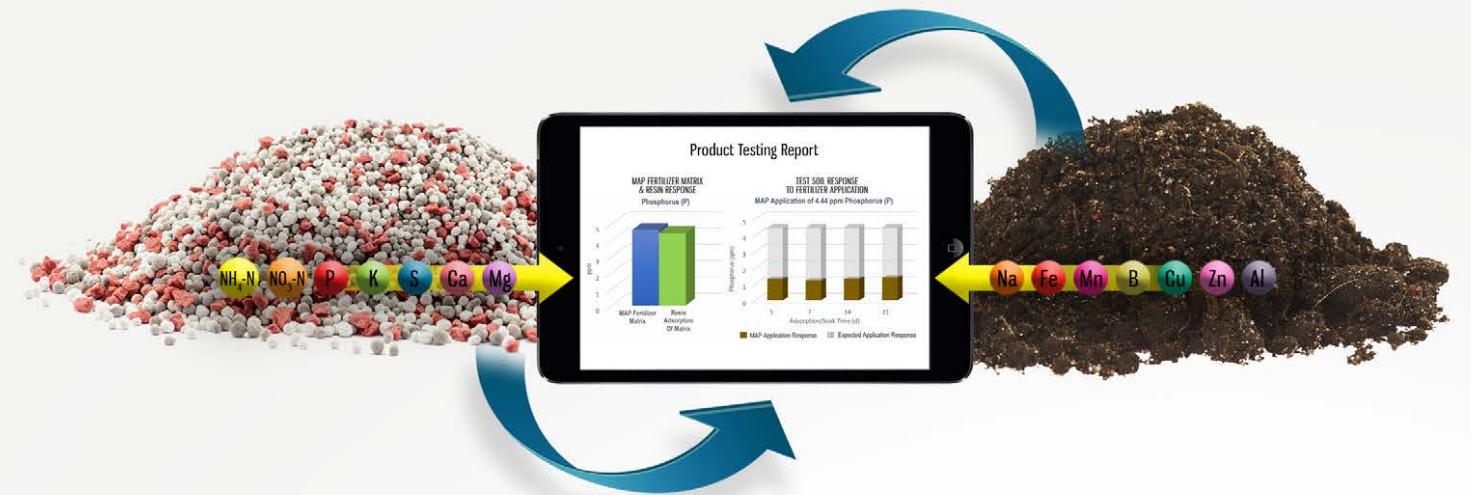 Product Testing Report
MAP FERTILIZER MATRIX
& RESIN RESPONSE
Phosphorus (P)
ppm
5
4
3
2
1
0
MAP Fertilizer
Matrix
Resin
Adsorption
Of Matrix
TEST SOIL RESPONSE
TO FERTILIZER APPLICATION
MAP Application of 4.44 ppm Phosphorus (P)
Phosphorus (ppm)
5
4
3
2
1
0
5 7 14 21
Adsorption/Soak Time (d)
MAP Application Response Expected Application Response
NH₄-N NO₃-N P K S Ca Mg
Na Fe Mn B Cu Zn Al